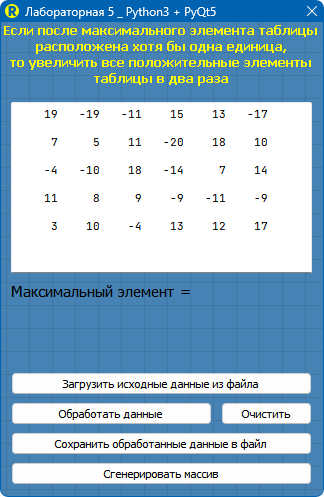 Лабораторная 5 _ Python3 + PyQt5
Если после максимального элемента таблицы
расположена хотя бы одна единица,
то увеличить все положительные элементы
таблицы в два раза
19 -19 -11 15 13 -17
7 5 11 -20 18 10
-4 -10 18 -14 7 14
11 8 9 -9 -11 -9
3 10 -4 13 12 17
Максимальный элемент =
Загрузить исходные данные из файла
Обработать данные Очистить
Сохранить обработанные данные в файл
Сгенерировать массив